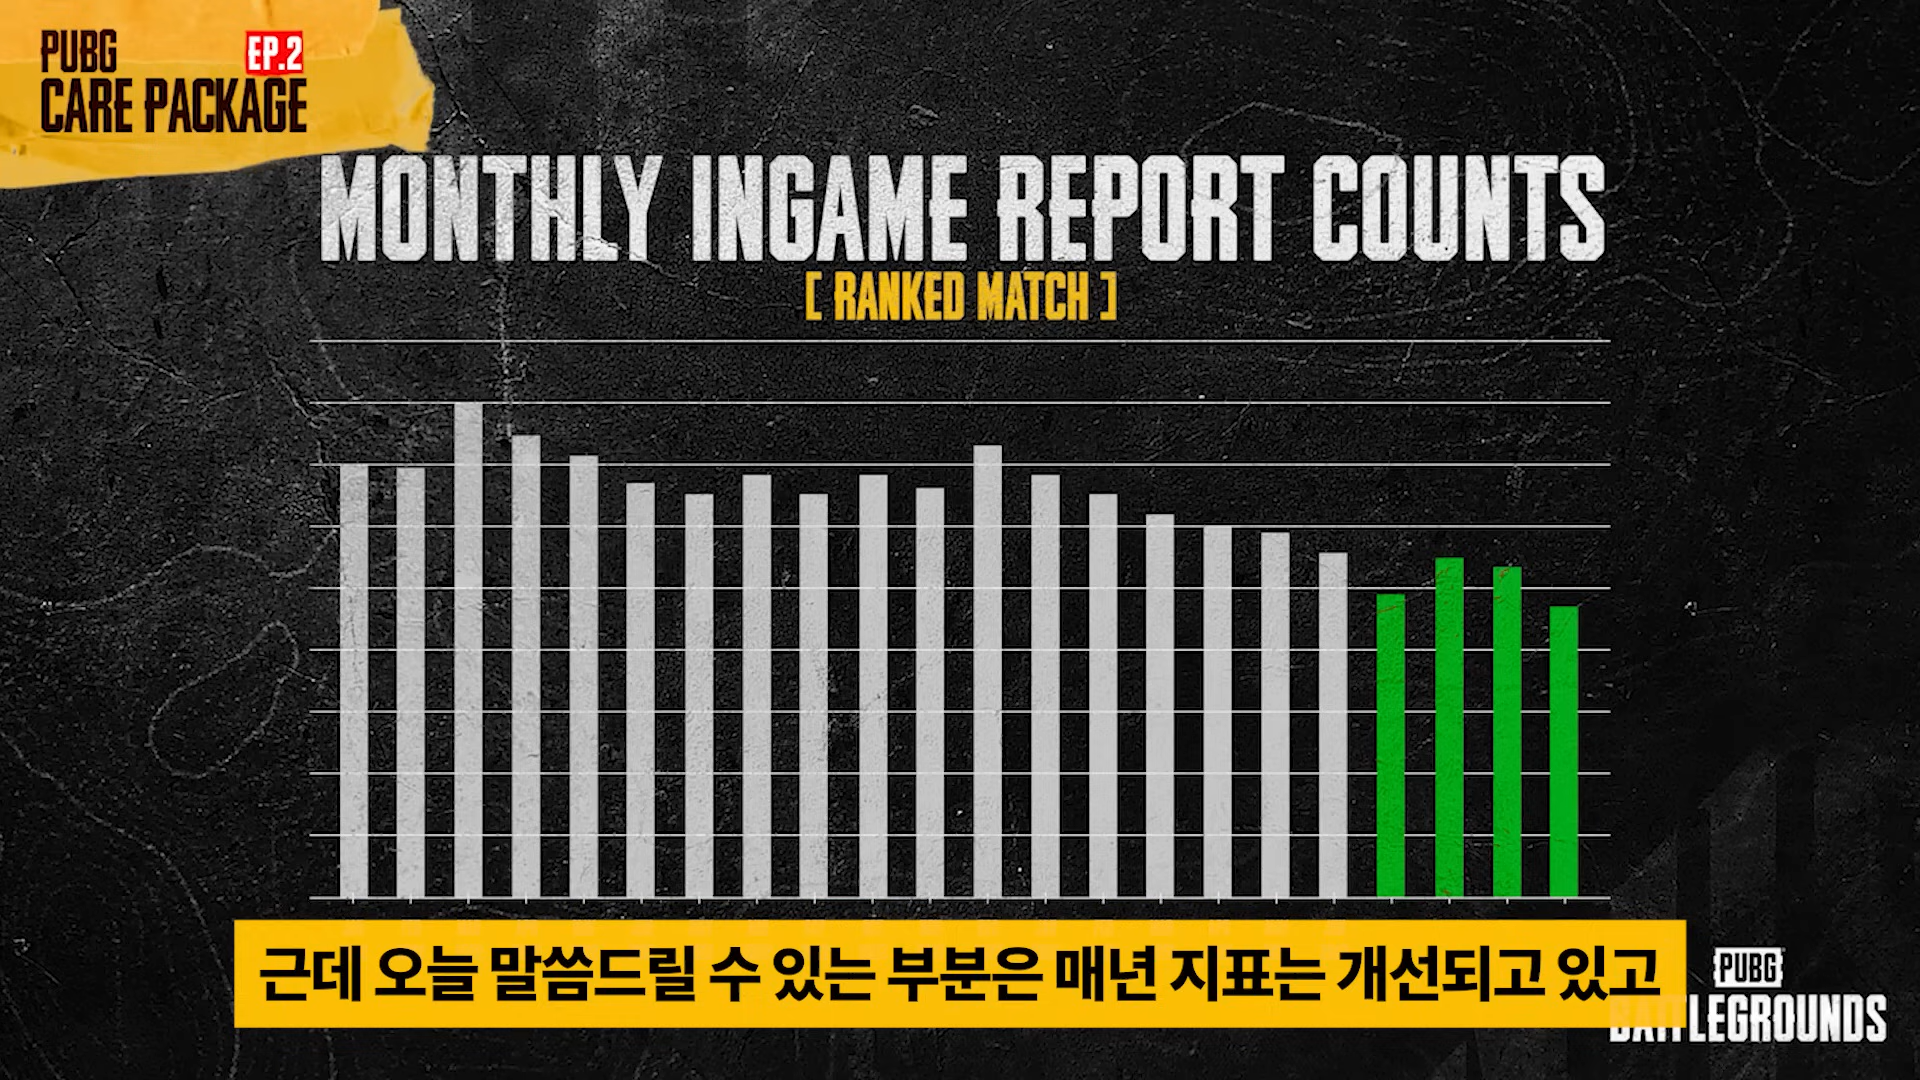 PUBG EP.2
CARE PACKAGE
MONTHLY INGAME REPORT COUNTS
[ RANKED MATCH ]
근데 오늘 말씀드릴 수 있는 부분은 매년 지표는 개선되고 있고
PUBG
BATTLEGROUNDS